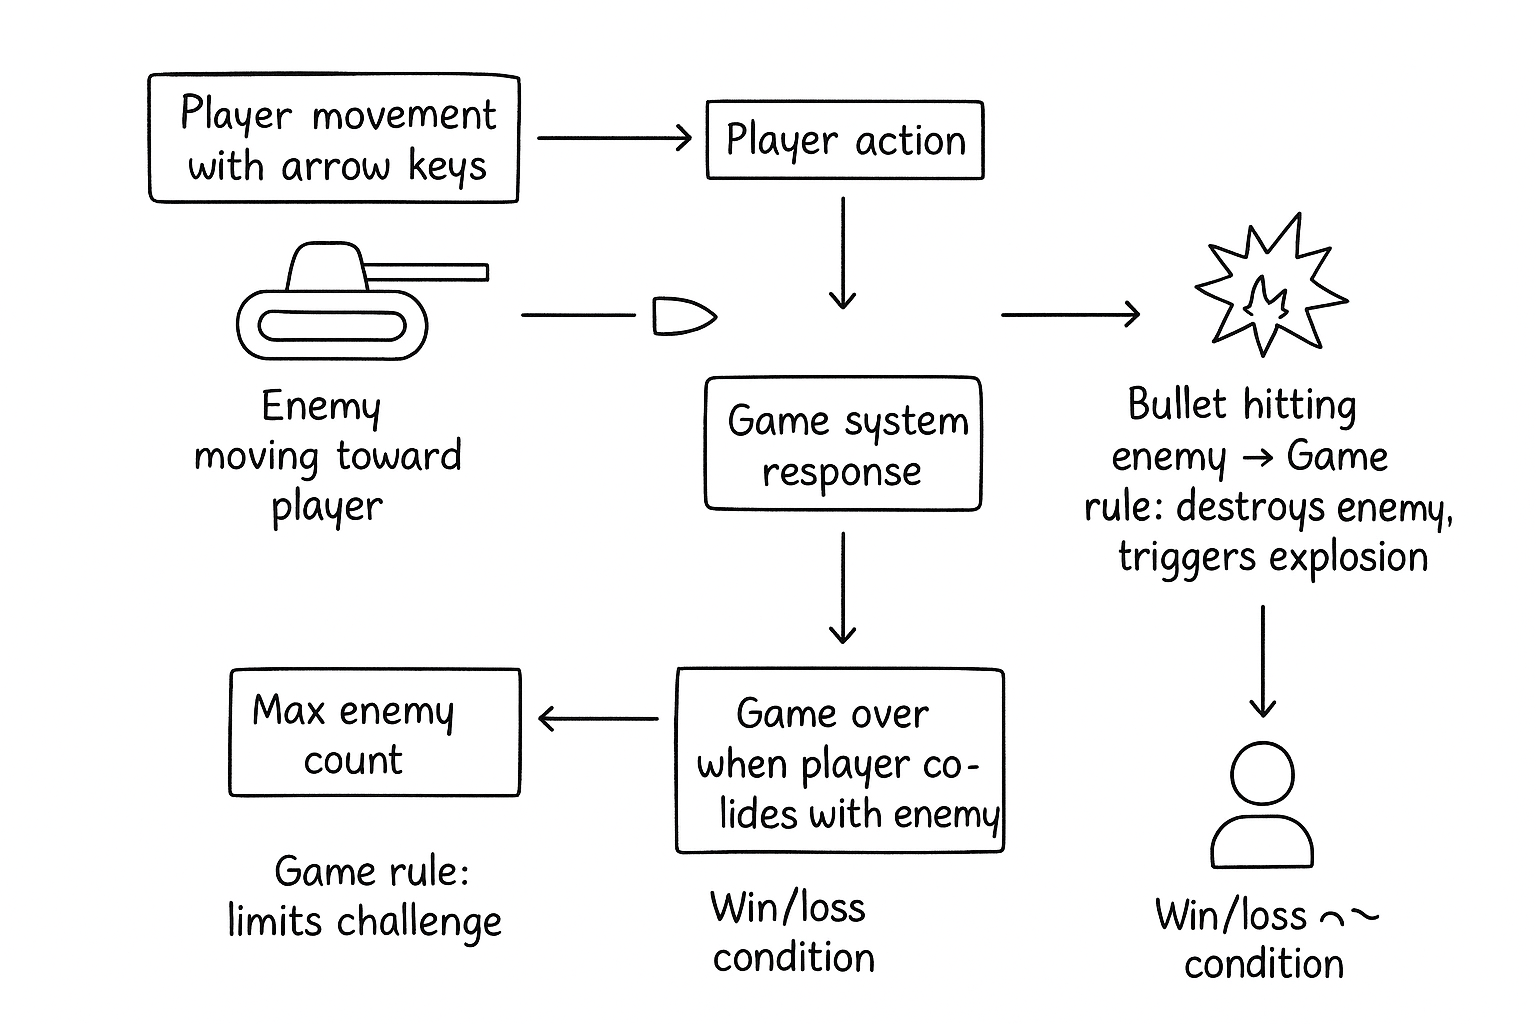 Player movement
with arrow keys
Player action
Enemy
moving toward
player
Game system
response
Bullet hitting
enemy → Game
rule: destroys enemy,
triggers explosion
Max enemy
count
Game rule:
limits challenge
Game over
when player co-
lides with enemy
Win/loss
condition
Win/loss
condition